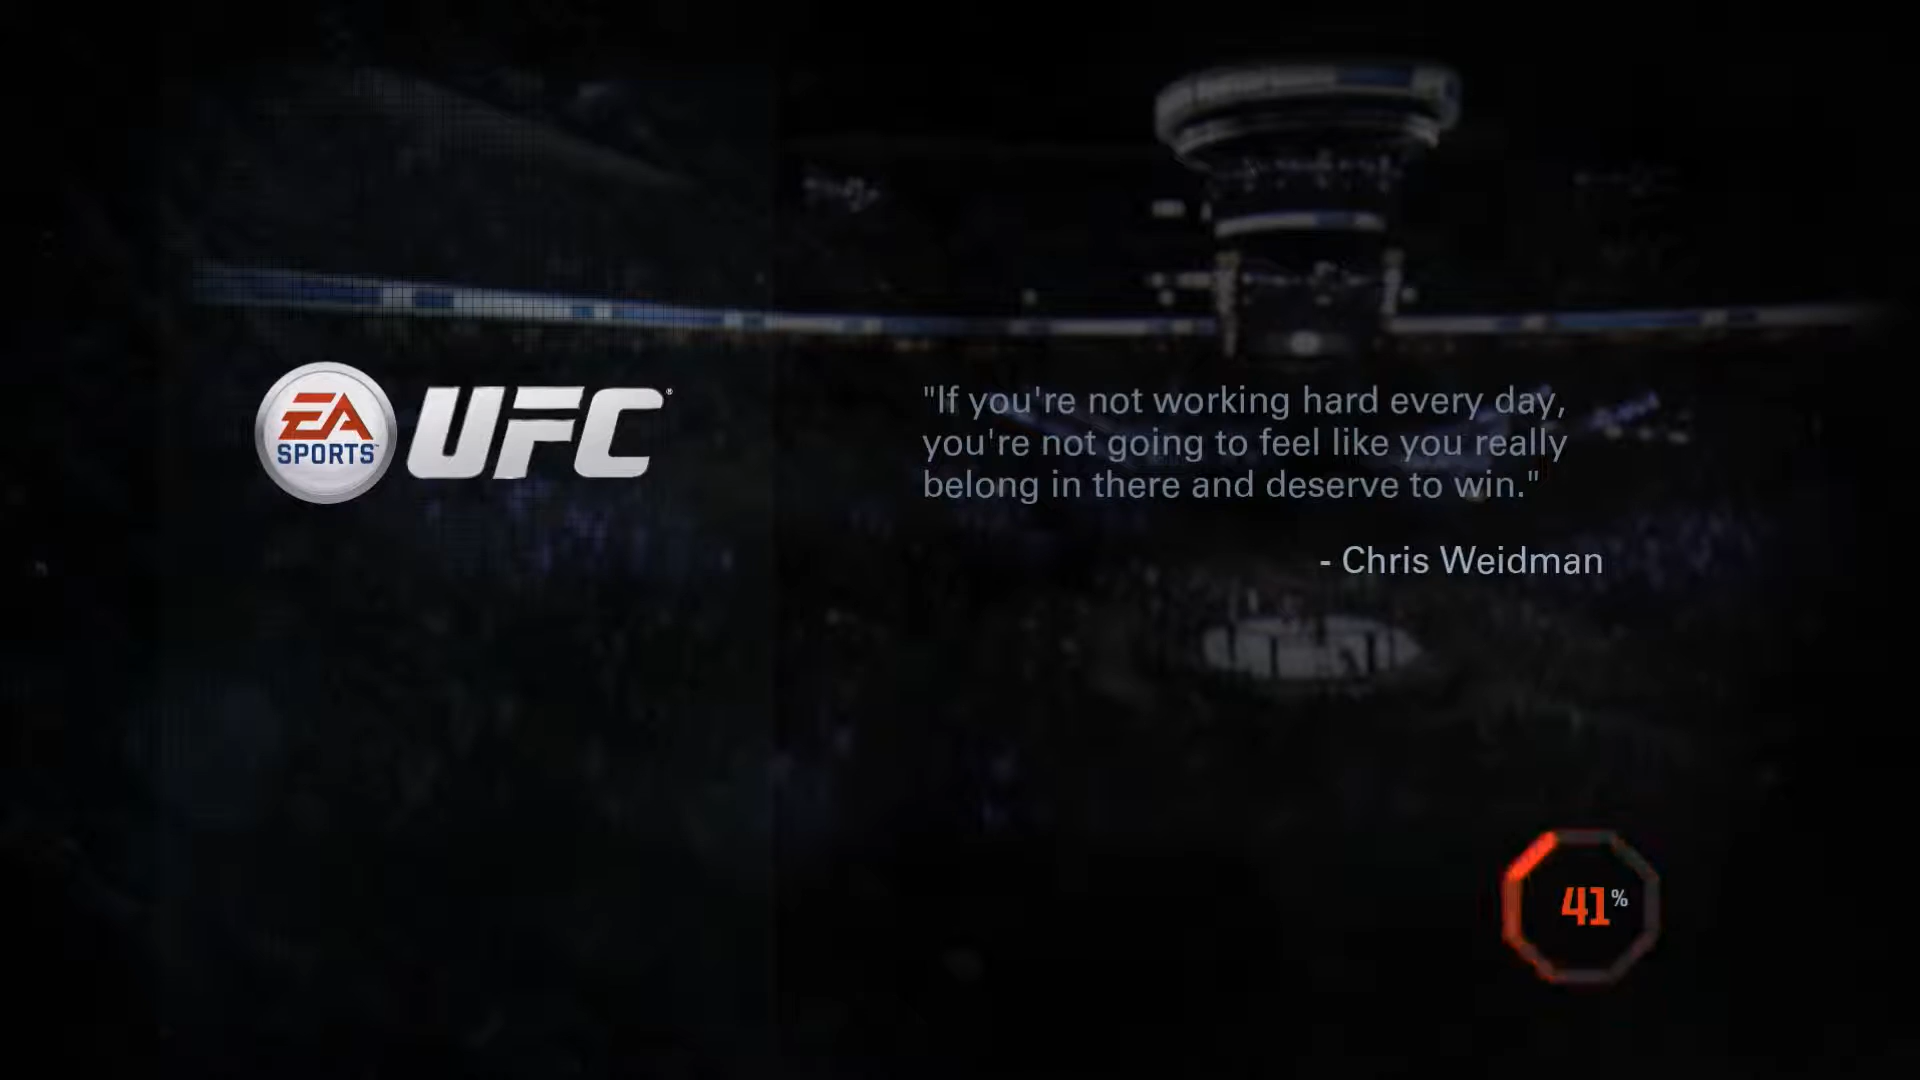 EA
SPORTS™
UFC®
"If you're not working hard every day,
you're not going to feel like you really
belong in there and deserve to win."
- Chris Weidman
41%